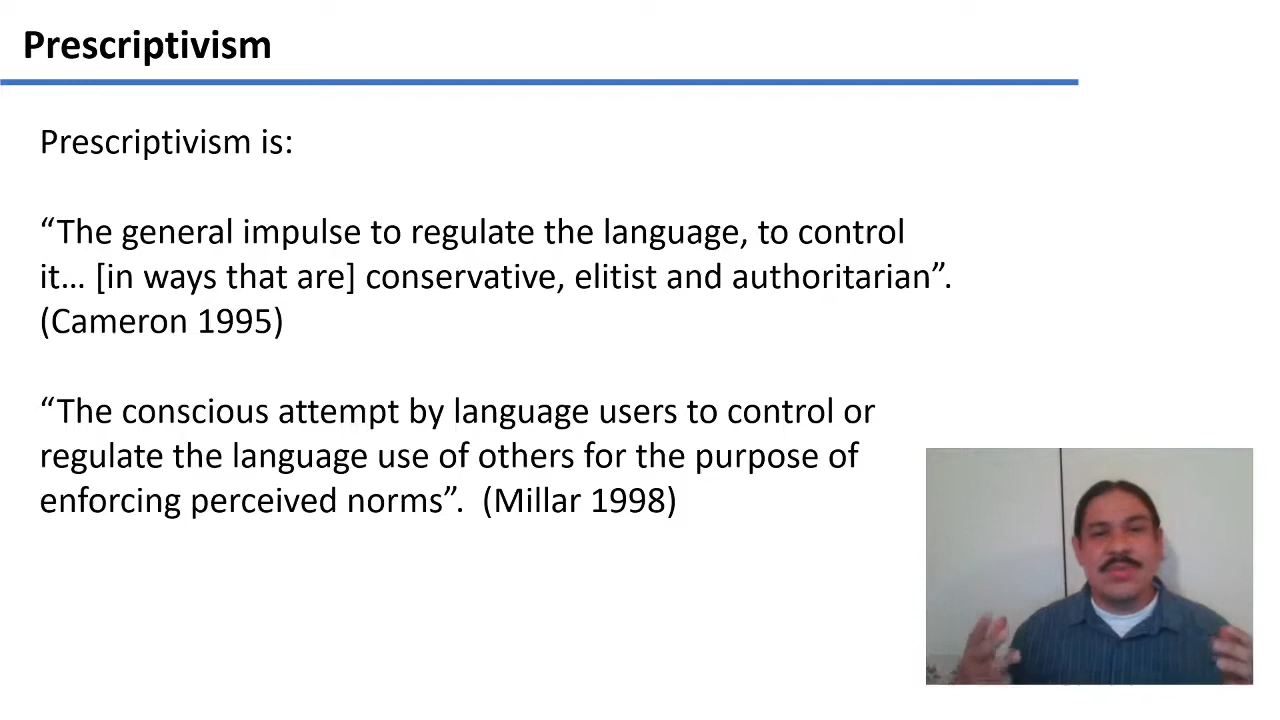 Prescriptivism
Prescriptivism is:
“The general impulse to regulate the language, to control
it… [in ways that are] conservative, elitist and authoritarian”.
(Cameron 1995)
“The conscious attempt by language users to control or
regulate the language use of others for the purpose of
enforcing perceived norms”.  (Millar 1998)